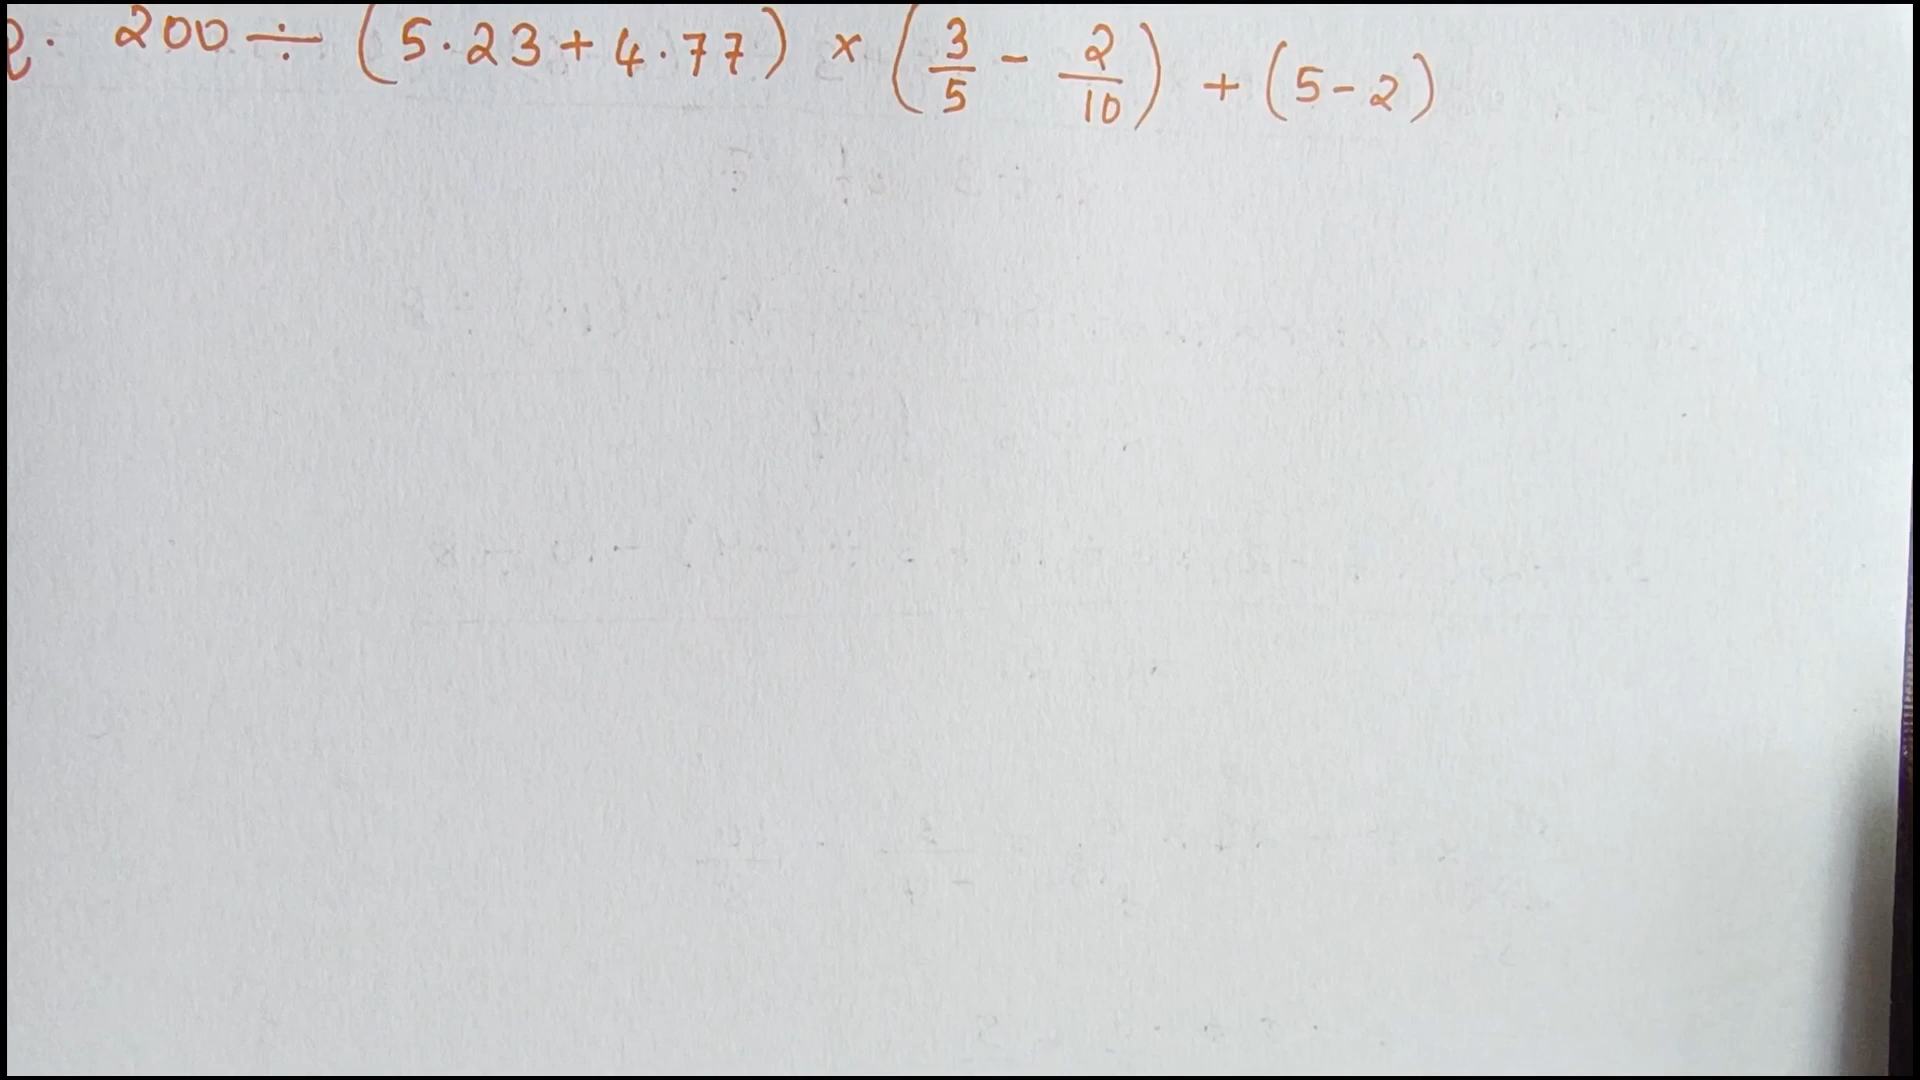 2. 200 ÷ (5.23 + 4.77) × (3/5 - 2/10) + (5 - 2)